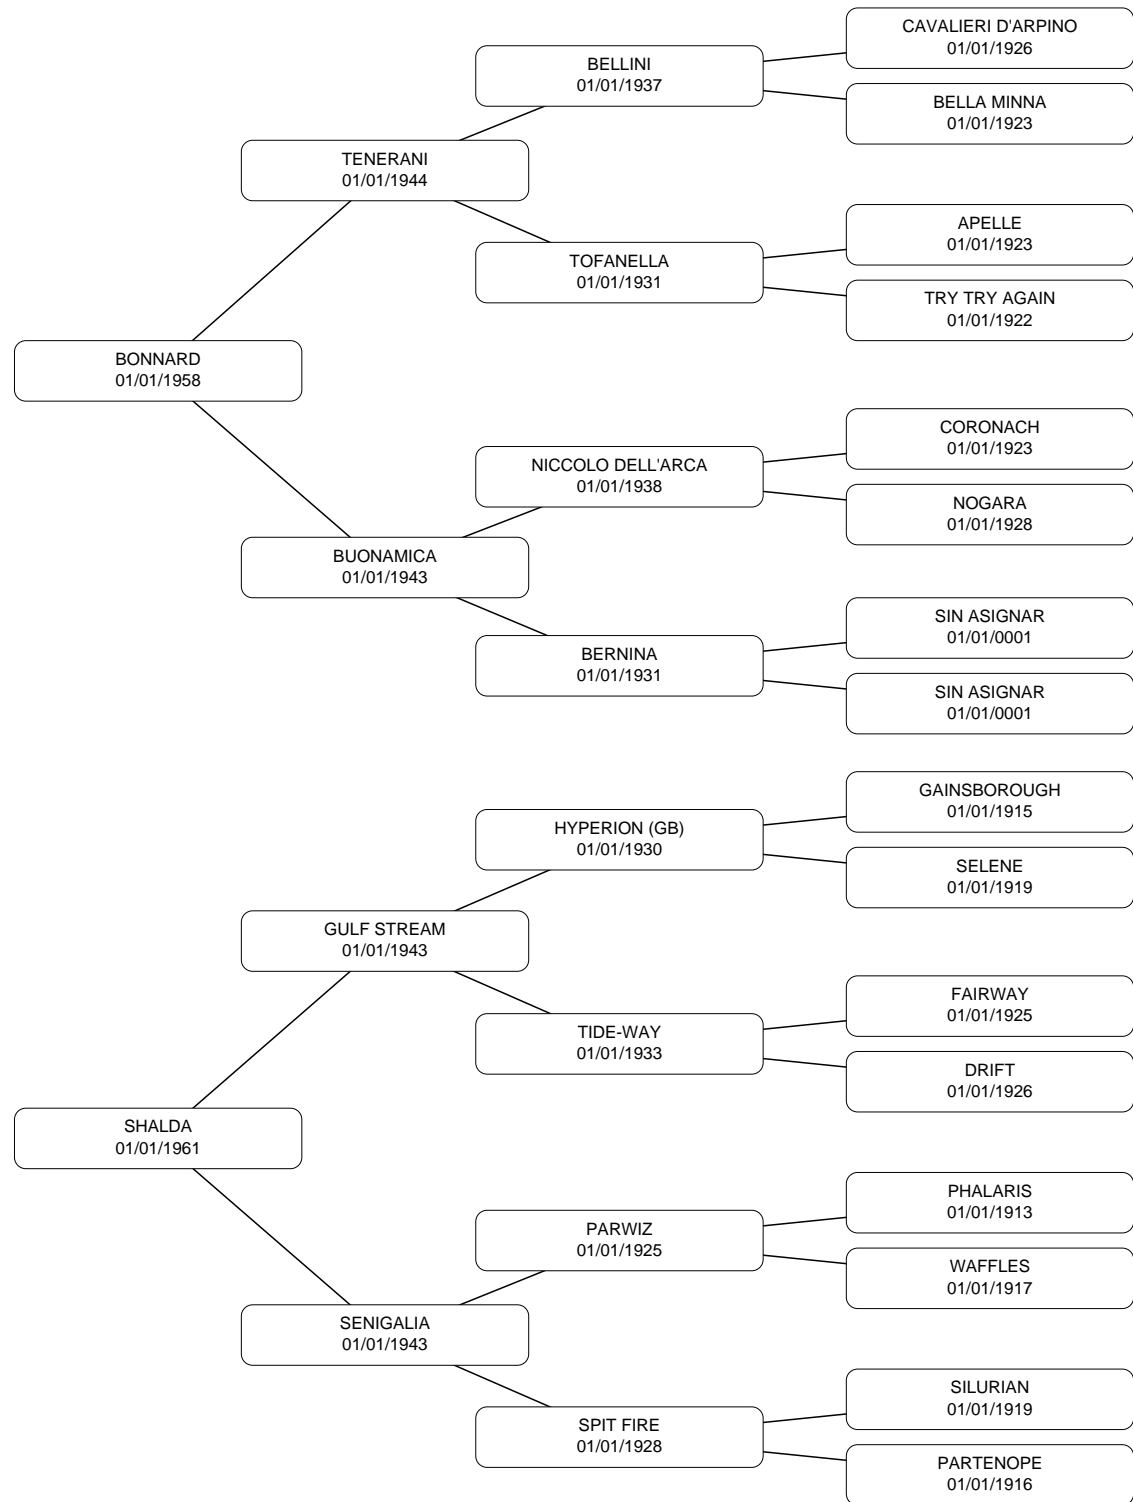 CAVALIERI D'ARPINO
01/01/1926
BELLINI
01/01/1937
BELLA MINNA
01/01/1923
TENERANI
01/01/1944
APELLE
01/01/1923
TOFANELLA
01/01/1931
TRY TRY AGAIN
01/01/1922
BONNARD
01/01/1958
CORONACH
01/01/1923
NICCOLO DELL'ARCA
01/01/1938
NOGARA
01/01/1928
BUONAMICA
01/01/1943
SIN ASIGNAR
01/01/0001
BERNINA
01/01/1931
SIN ASIGNAR
01/01/0001
GAINSBOROUGH
01/01/1915
HYPERION (GB)
01/01/1930
SELENE
01/01/1919
GULF STREAM
01/01/1943
FAIRWAY
01/01/1925
TIDE-WAY
01/01/1933
DRIFT
01/01/1926
SHALDA
01/01/1961
PHALARIS
01/01/1913
PARWIZ
01/01/1925
WAFFLES
01/01/1917
SENIGALIA
01/01/1943
SILURIAN
01/01/1919
SPIT FIRE
01/01/1928
PARTENOPE
01/01/1916